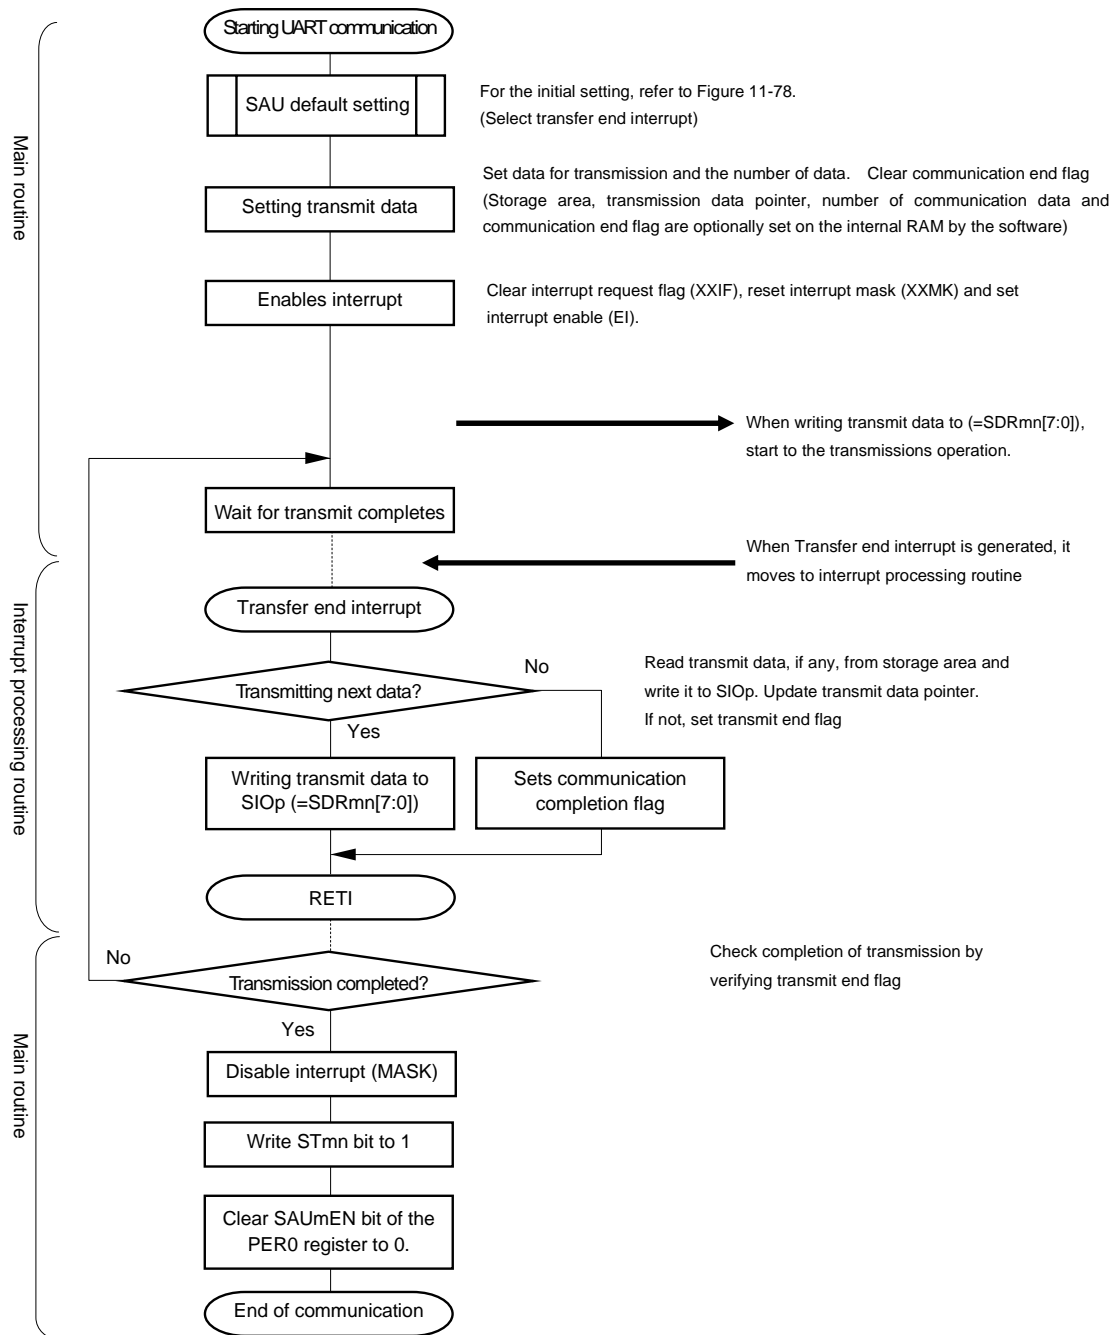 Starting UART communication
SAU default setting
For the initial setting, refer to Figure 11-78.
(Select transfer end interrupt)
Main routine
Setting transmit data
Set data for transmission and the number of data. Clear communication end flag
(Storage area, transmission data pointer, number of communication data and
communication end flag are optionally set on the internal RAM by the software)
Enables interrupt
Clear interrupt request flag (XXIF), reset interrupt mask (XXMK) and set
interrupt enable (EI).
When writing transmit data to (=SDRmn[7:0]),
start to the transmissions operation.
Wait for transmit completes
When Transfer end interrupt is generated, it
moves to interrupt processing routine
Interrupt processing routine
Transfer end interrupt
Transmitting next data?
No
Yes
Read transmit data, if any, from storage area and
write it to SIOp. Update transmit data pointer.
If not, set transmit end flag
Writing transmit data to
SIOp (=SDRmn[7:0])
Sets communication
completion flag
RETI
Main routine
No
Transmission completed?
Check completion of transmission by
verifying transmit end flag
Yes
Disable interrupt (MASK)
Write STmn bit to 1
Clear SAUmEN bit of the
PER0 register to 0.
End of communication